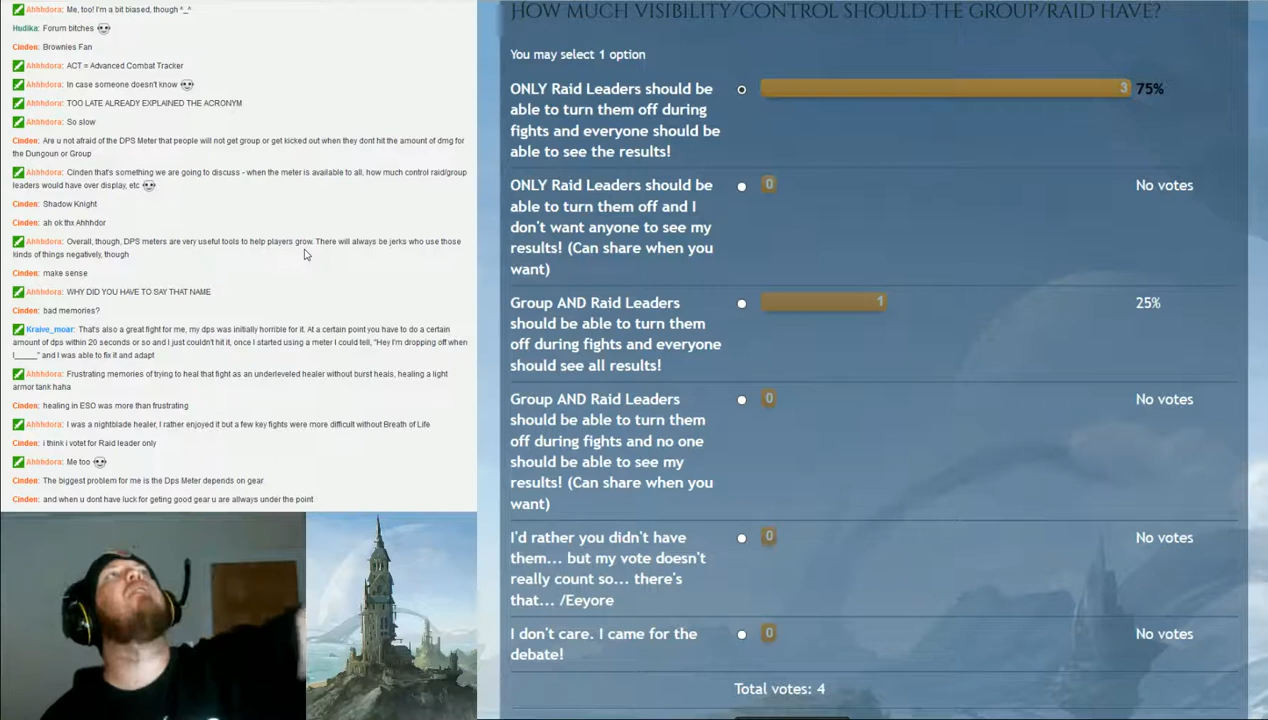 Ahhhdora: Me, too! I'm a bit biased, though ^_^
Hudika: Forum bitches
Cinden: Brownies Fan
Ahhhdora: ACT = Advanced Combat Tracker
Ahhhdora: In case someone doesn't know
Ahhhdora: TOO LATE ALREADY EXPLAINED THE ACRONYM
Ahhhdora: So slow
Cinden: Are u not afraid of the DPS Meter that people will not get group or get kicked out when they dont hit the amount of dmg for
the Dungoun or Group
Ahhhdora: Cinden that's something we are going to discuss - when the meter is available to all, how much control raid/group
leaders would have over display, etc
Cinden: Shadow Knight
Cinden: ah ok thx Ahhhdor
Ahhhdora: Overall, though, DPS meters are very useful tools to help players grow. There will always be jerks who use those
kinds of things negatively, though
Cinden: make sense
Ahhhdora: WHY DID YOU HAVE TO SAY THAT NAME
Cinden: bad memories?
Kraive_moar: That's also a great fight for me, my dps was initially horrible for it. At a certain point you have to do a certain
amount of dps within 20 seconds or so and I just couldn't hit it, once I started using a meter I could tell, "Hey I'm dropping off when
I_____" and I was able to fix it and adapt
Ahhhdora: Frustrating memories of trying to heal that fight as an underleveled healer without burst heals, healing a light
armor tank haha
Cinden: healing in ESO was more than frustrating
Ahhhdora: I was a nightblade healer, I rather enjoyed it but a few key fights were more difficult without Breath of Life
Cinden: i think i votet for Raid leader only
Ahhhdora: Me too
Cinden: The biggest problem for me is the Dps Meter depends on gear
Cinden: and when u dont have luck for geting good gear u are allways under the point
HOW MUCH VISIBILITY/CONTROL SHOULD THE GROUP/RAID HAVE?
You may select 1 option
ONLY Raid Leaders should be
able to turn them off during
fights and everyone should be
able to see the results!
3 75%
ONLY Raid Leaders should be
able to turn them off and I
don't want anyone to see my
results! (Can share when you
want)
0 No votes
Group AND Raid Leaders
should be able to turn them
off during fights and everyone
should see all results!
1 25%
Group AND Raid Leaders
should be able to turn them
off during fights and no one
should be able to see my
results! (Can share when you
want)
0 No votes
I'd rather you didn't have
them... but my vote doesn't
really count so... there's
that... /Eeyore
0 No votes
I don't care. I came for the
debate!
0 No votes
Total votes: 4